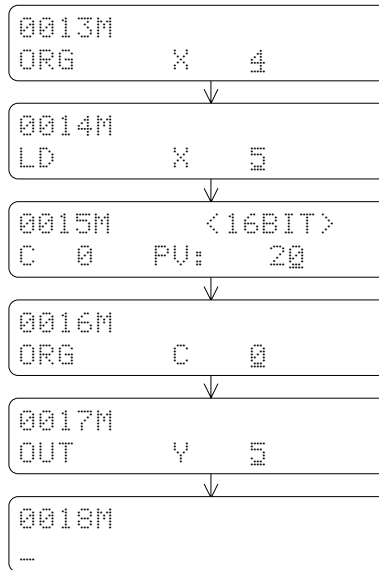 0013M
ORG X 4
0014M
LD X 5
0015M <16BIT>
C 0 PV: 20
0016M
ORG C 0
0017M
OUT Y 5
0018M
_